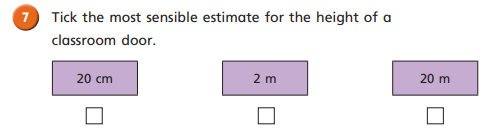 7 Tick the most sensible estimate for the height of a
classroom door.
20 cm 2 m 20 m